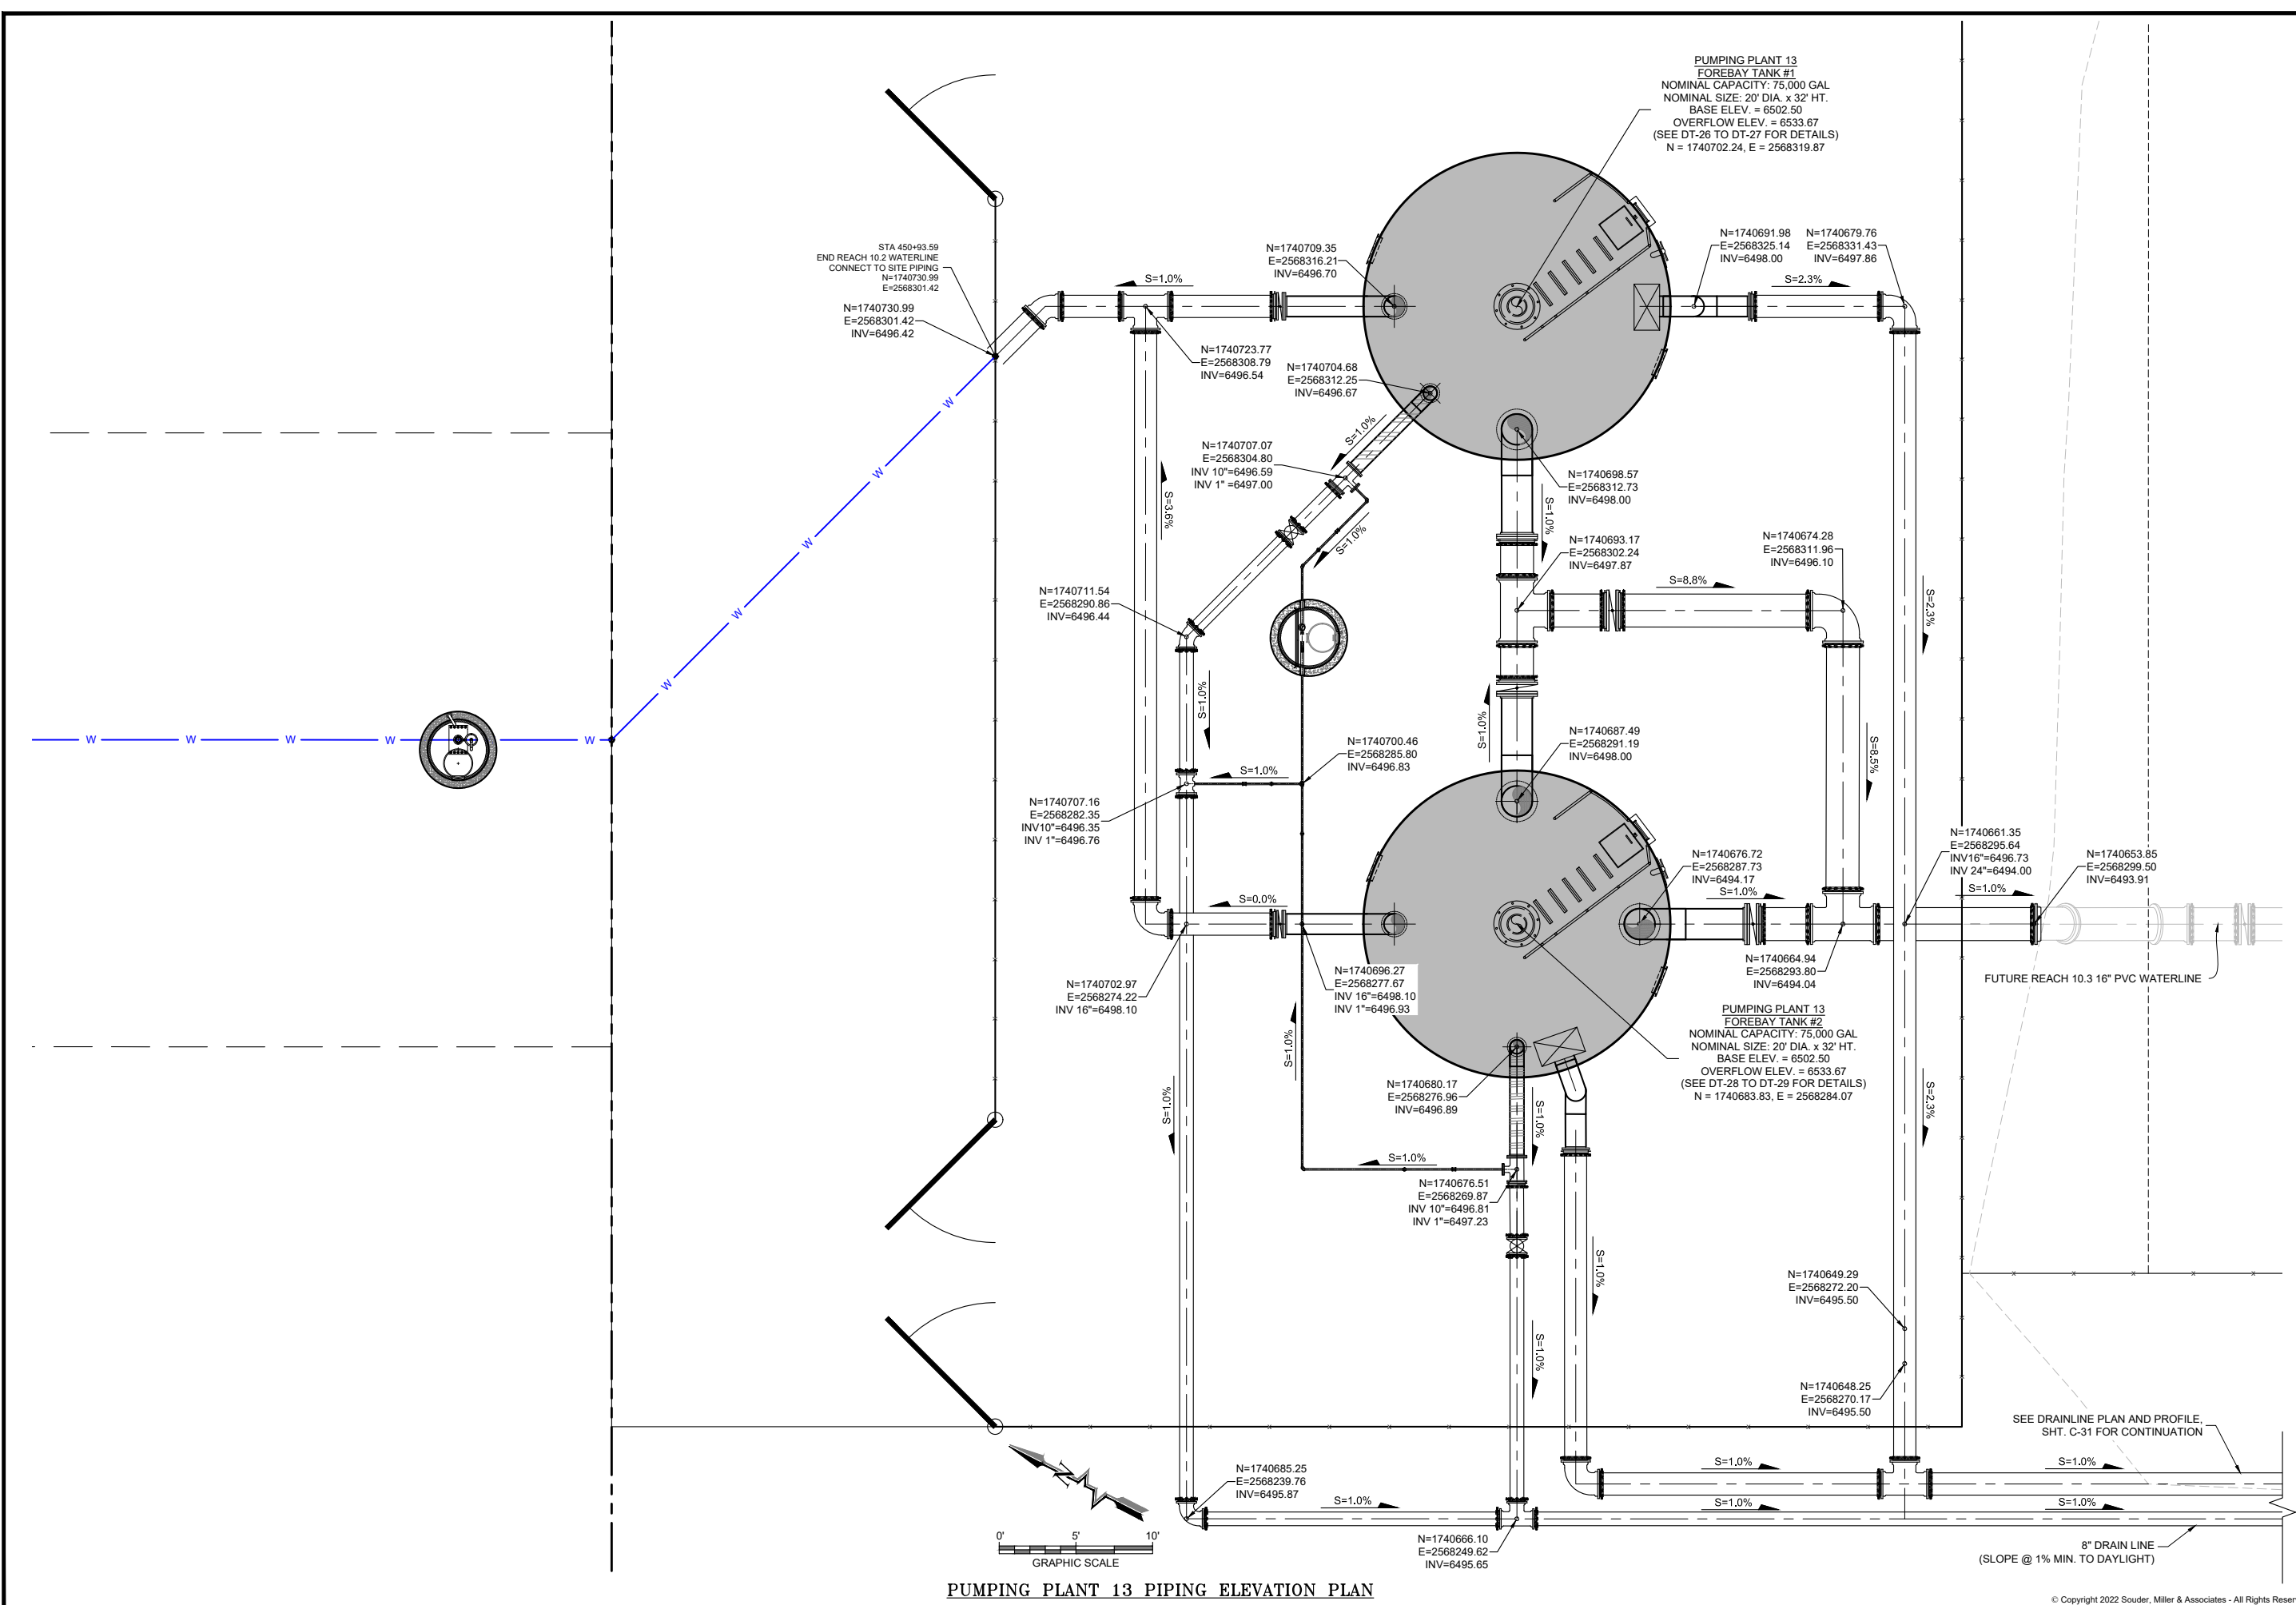 PUMPING PLANT 13
FOREBAY TANK #1
NOMINAL CAPACITY: 75,000 GAL
NOMINAL SIZE: 20' DIA. x 32' HT.
BASE ELEV. = 6502.50
OVERFLOW ELEV. = 6533.67
(SEE DT-26 TO DT-27 FOR DETAILS)
N = 1740702.24, E = 2568319.87
STA 450+93.59
END REACH 10.2 WATERLINE
CONNECT TO SITE PIPING
N=1740730.99
E=2568301.42
N=1740730.99
E=2568301.42
INV=6496.42
S=1.0%
N=1740709.35
E=2568316.21
INV=6496.70
N=1740691.98
E=2568325.14
INV=6498.00
N=1740679.76
E=2568331.43
INV=6497.86
S=2.3%
N=1740723.77
E=2568308.79
INV=6496.54
N=1740704.68
E=2568312.25
INV=6496.67
S=1.0%
N=1740707.07
E=2568304.80
INV 10"=6496.59
INV 1" =6497.00
S=3.6%
S=1.0%
N=1740698.57
E=2568312.73
INV=6498.00
S=1.0%
N=1740693.17
E=2568302.24
INV=6497.87
S=8.8%
N=1740674.28
E=2568311.96
INV=6496.10
S=2.3%
N=1740711.54
E=2568290.86
INV=6496.44
S=1.0%
W
W
W
W
W
W
W
W
W
W
N=1740700.46
E=2568285.80
INV=6496.83
S=1.0%
S=1.0%
N=1740687.49
E=2568291.19
INV=6498.00
S=8.5%
N=1740707.16
E=2568282.35
INV10"=6496.35
INV 1"=6496.76
N=1740676.72
E=2568287.73
INV=6494.17
S=1.0%
N=1740661.35
E=2568295.64
INV16"=6496.73
INV 24"=6494.00
S=1.0%
N=1740653.85
E=2568299.50
INV=6493.91
S=0.0%
N=1740702.97
E=2568274.22
INV 16"=6498.10
N=1740696.27
E=2568277.67
INV 16"=6498.10
INV 1"=6496.93
N=1740664.94
E=2568293.80
INV=6494.04
FUTURE REACH 10.3 16" PVC WATERLINE
PUMPING PLANT 13
FOREBAY TANK #2
NOMINAL CAPACITY: 75,000 GAL
NOMINAL SIZE: 20' DIA. x 32' HT.
BASE ELEV. = 6502.50
OVERFLOW ELEV. = 6533.67
(SEE DT-28 TO DT-29 FOR DETAILS)
N = 1740683.83, E = 2568284.07
S=1.0%
S=1.0%
N=1740680.17
E=2568276.96
INV=6496.89
S=1.0%
S=2.3%
S=1.0%
N=1740676.51
E=2568269.87
INV 10"=6496.81
INV 1"=6497.23
S=1.0%
S=1.0%
N=1740649.29
E=2568272.20
INV=6495.50
N=1740648.25
E=2568270.17
INV=6495.50
SEE DRAINLINE PLAN AND PROFILE,
SHT. C-31 FOR CONTINUATION
N
N=1740685.25
E=2568239.76
INV=6495.87
S=1.0%
S=1.0%
S=1.0%
S=1.0%
S=1.0%
N=1740666.10
E=2568249.62
INV=6495.65
8" DRAIN LINE
(SLOPE @ 1% MIN. TO DAYLIGHT)
0' 5' 10'
GRAPHIC SCALE
PUMPING PLANT 13 PIPING ELEVATION PLAN
© Copyright 2022 Souder, Miller & Associates - All Rights Reser